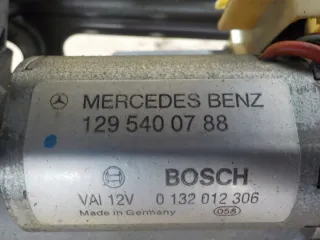 MERCEDES BENZ
129 540 07 88
BOSCH
VAI 12V 0 132 012 306
Made in Germany